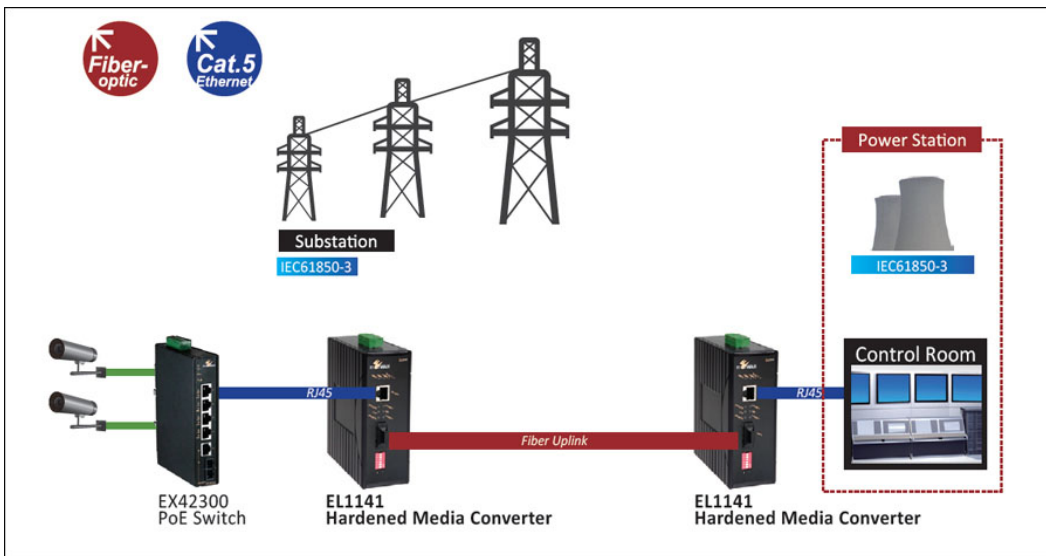 Fiber-
optic
Cat.5
Ethernet
Power Station
Substation
IEC61850-3
IEC61850-3
Control Room
RJ45
RJ45
Fiber Uplink
EX42300
PoE Switch
EL1141
Hardened Media Converter
EL1141
Hardened Media Converter